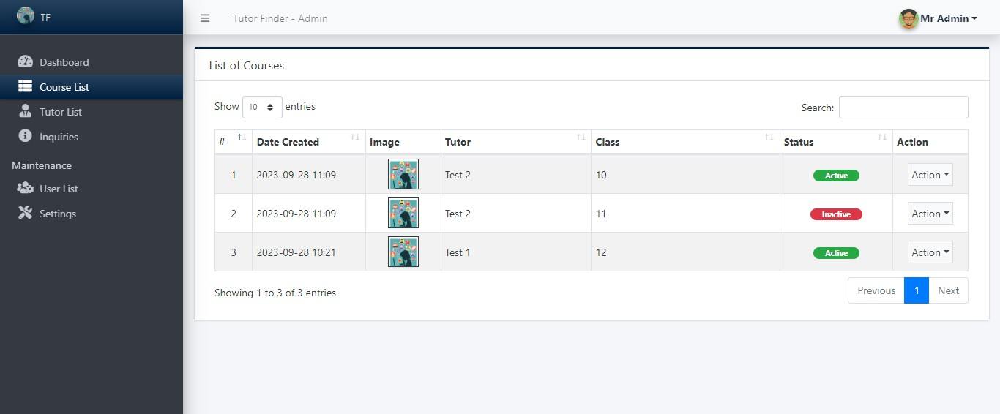 TF
Tutor Finder - Admin
Mr Admin
Dashboard
Course List
Tutor List
Inquiries
Maintenance
User List
Settings
List of Courses
Show 10 entries
Search:
# Date Created Image Tutor Class Status Action
1 2023-09-28 11:09 Test 2 10 Active Action
2 2023-09-28 11:09 Test 2 11 Inactive Action
3 2023-09-28 10:21 Test 1 12 Active Action
Showing 1 to 3 of 3 entries
Previous 1 Next